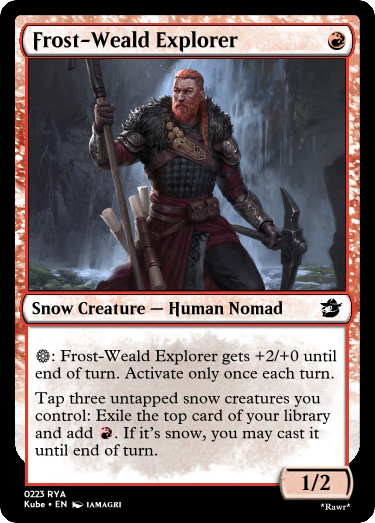 Frost-Weald Explorer
Snow Creature — Human Nomad
: Frost-Weald Explorer gets +2/+0 until
end of turn. Activate only once each turn.
Tap three untapped snow creatures you
control: Exile the top card of your library
and add . If it's snow, you may cast it
until end of turn.
1/2
0223 RYA
Kube • EN IAMAGRI
*Rawr*